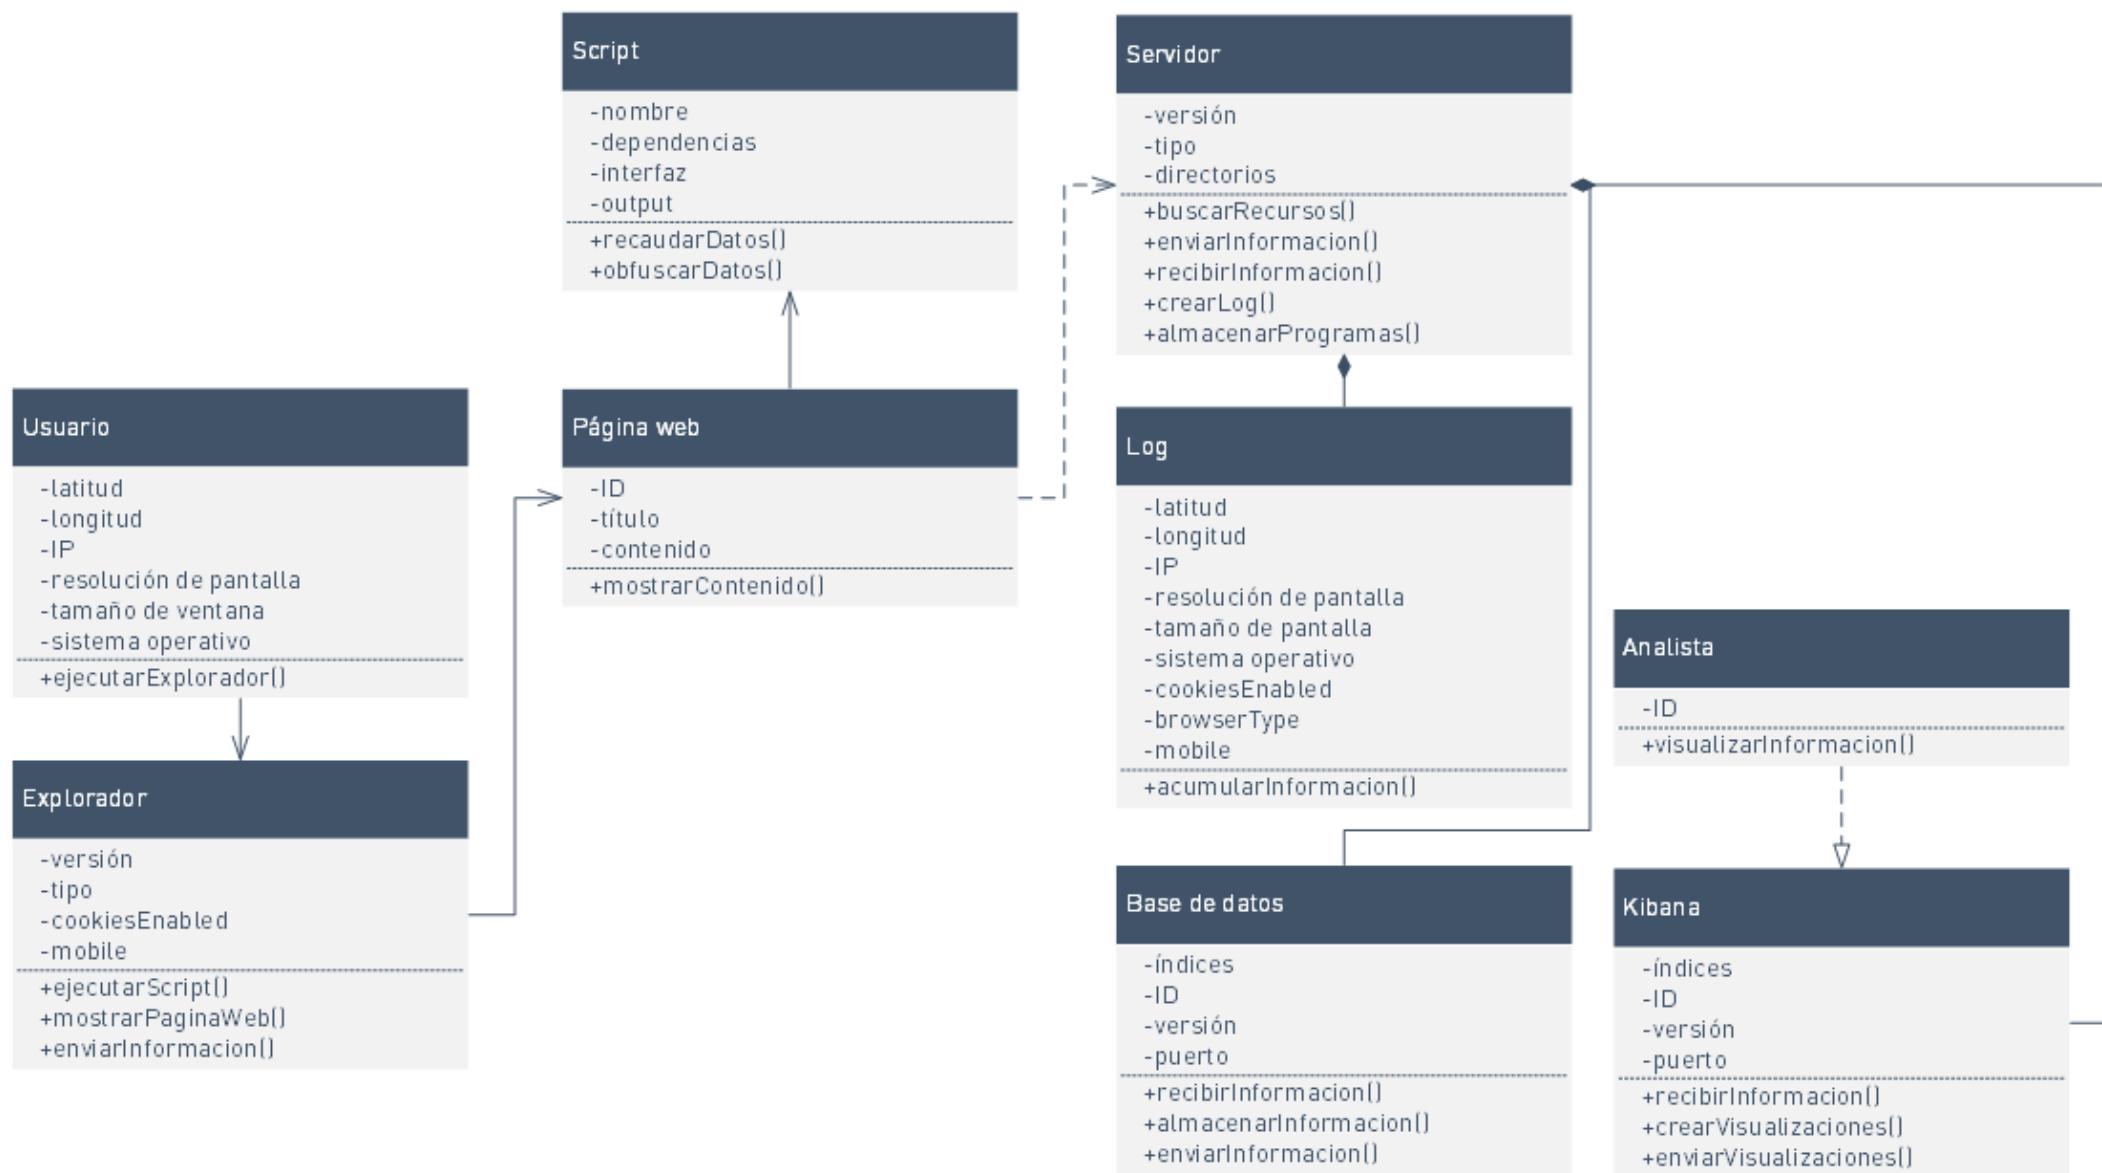 Script
-nombre
-dependencias
-interfaz
-output
+recaudarDatos()
+obfuscarDatos()
Servidor
-versión
-tipo
-directorios
+buscarRecursos()
+enviarInformacion()
+recibirInformacion()
+crearLog()
+almacenarProgramas()
Usuario
-latitud
-longitud
-IP
-resolución de pantalla
-tamaño de ventana
-sistema operativo
+ejecutarExplorador()
Página web
-ID
-título
-contenido
+mostrarContenido()
Log
-latitud
-longitud
-IP
-resolución de pantalla
-tamaño de pantalla
-sistema operativo
-cookiesEnabled
-browserType
-mobile
+acumularInformacion()
Analista
-ID
+visualizarInformacion()
Explorador
-versión
-tipo
-cookiesEnabled
-mobile
+ejecutarScript()
+mostrarPaginaWeb()
+enviarInformacion()
Base de datos
-índices
-ID
-versión
-puerto
+recibirInformacion()
+almacenarInformacion()
+enviarInformacion()
Kibana
-índices
-ID
-versión
-puerto
+recibirInformacion()
+crearVisualizaciones()
+enviarVisualizaciones()